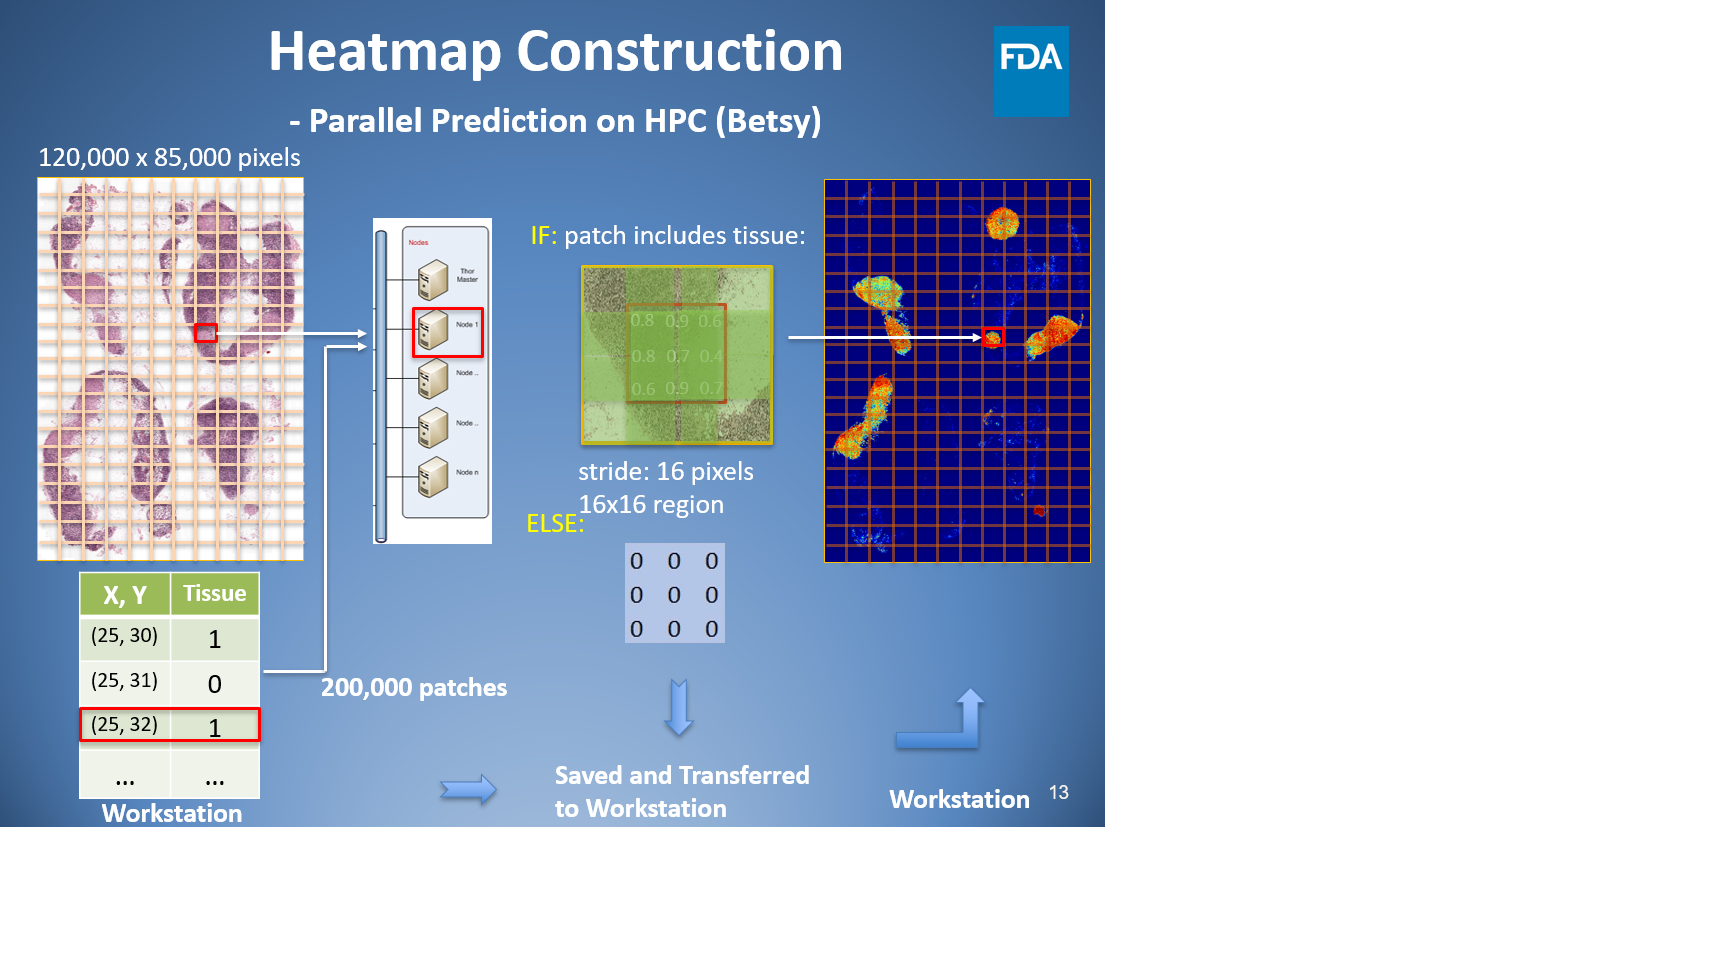 Heatmap Construction
FDA
- Parallel Prediction on HPC (Betsy)
120,000 x 85,000 pixels
Nodes
Thor
Master
Node 1
Node ..
Node ..
Node n
IF: patch includes tissue:
0.8 0.9 0.6
0.8 0.7 0.4
0.6 0.9 0.7
stride: 16 pixels
16x16 region
ELSE:
0 0 0
0 0 0
0 0 0
X, Y Tissue
(25, 30) 1
(25, 31) 0
(25, 32) 1
... ...
Workstation
200,000 patches
Saved and Transferred
to Workstation
Workstation
13